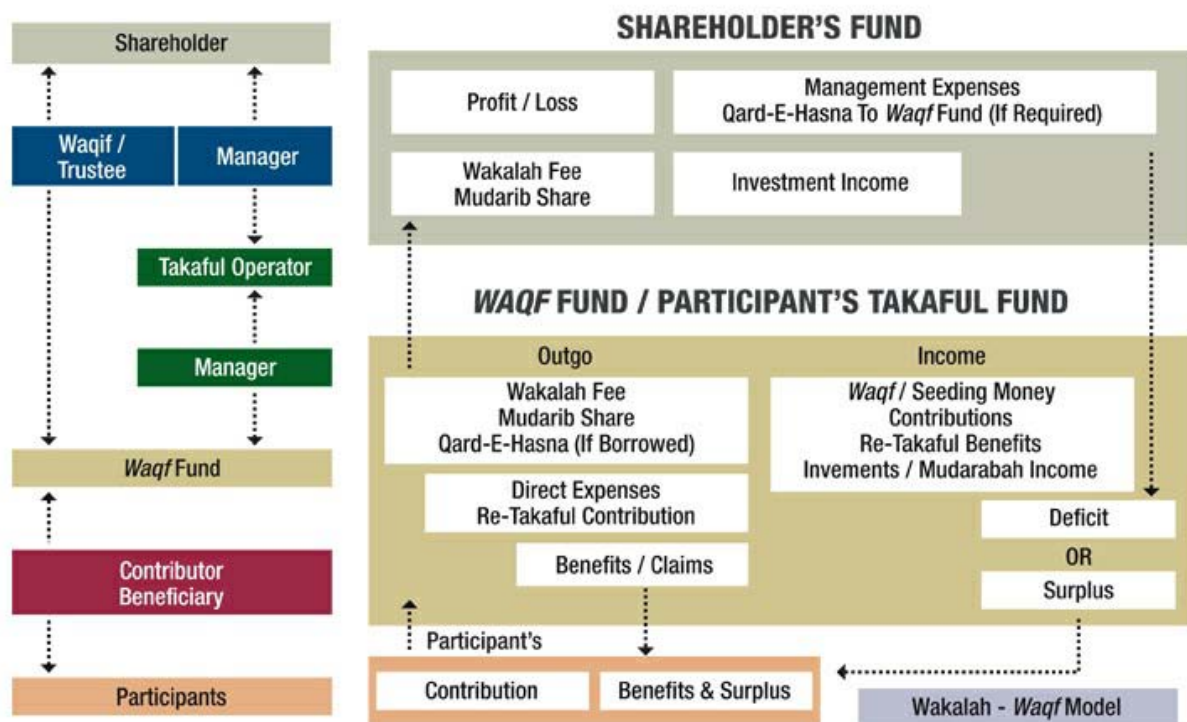 Shareholder
Waqif /
Trustee
Manager
Takaful Operator
Manager
Waqf Fund
Contributor
Beneficiary
Participants
SHAREHOLDER'S FUND
Profit / Loss
Management Expenses
Qard-E-Hasna To Waqf Fund (If Required)
Wakalah Fee
Mudarib Share
Investment Income
WAQF FUND / PARTICIPANT'S TAKAFUL FUND
Outgo
Wakalah Fee
Mudarib Share
Qard-E-Hasna (If Borrowed)
Direct Expenses
Re-Takaful Contribution
Benefits / Claims
Income
Waqf / Seeding Money
Contributions
Re-Takaful Benefits
Invements / Mudarabah Income
Deficit
OR
Surplus
Participant's
Contribution
Benefits & Surplus
Wakalah - Waqf Model